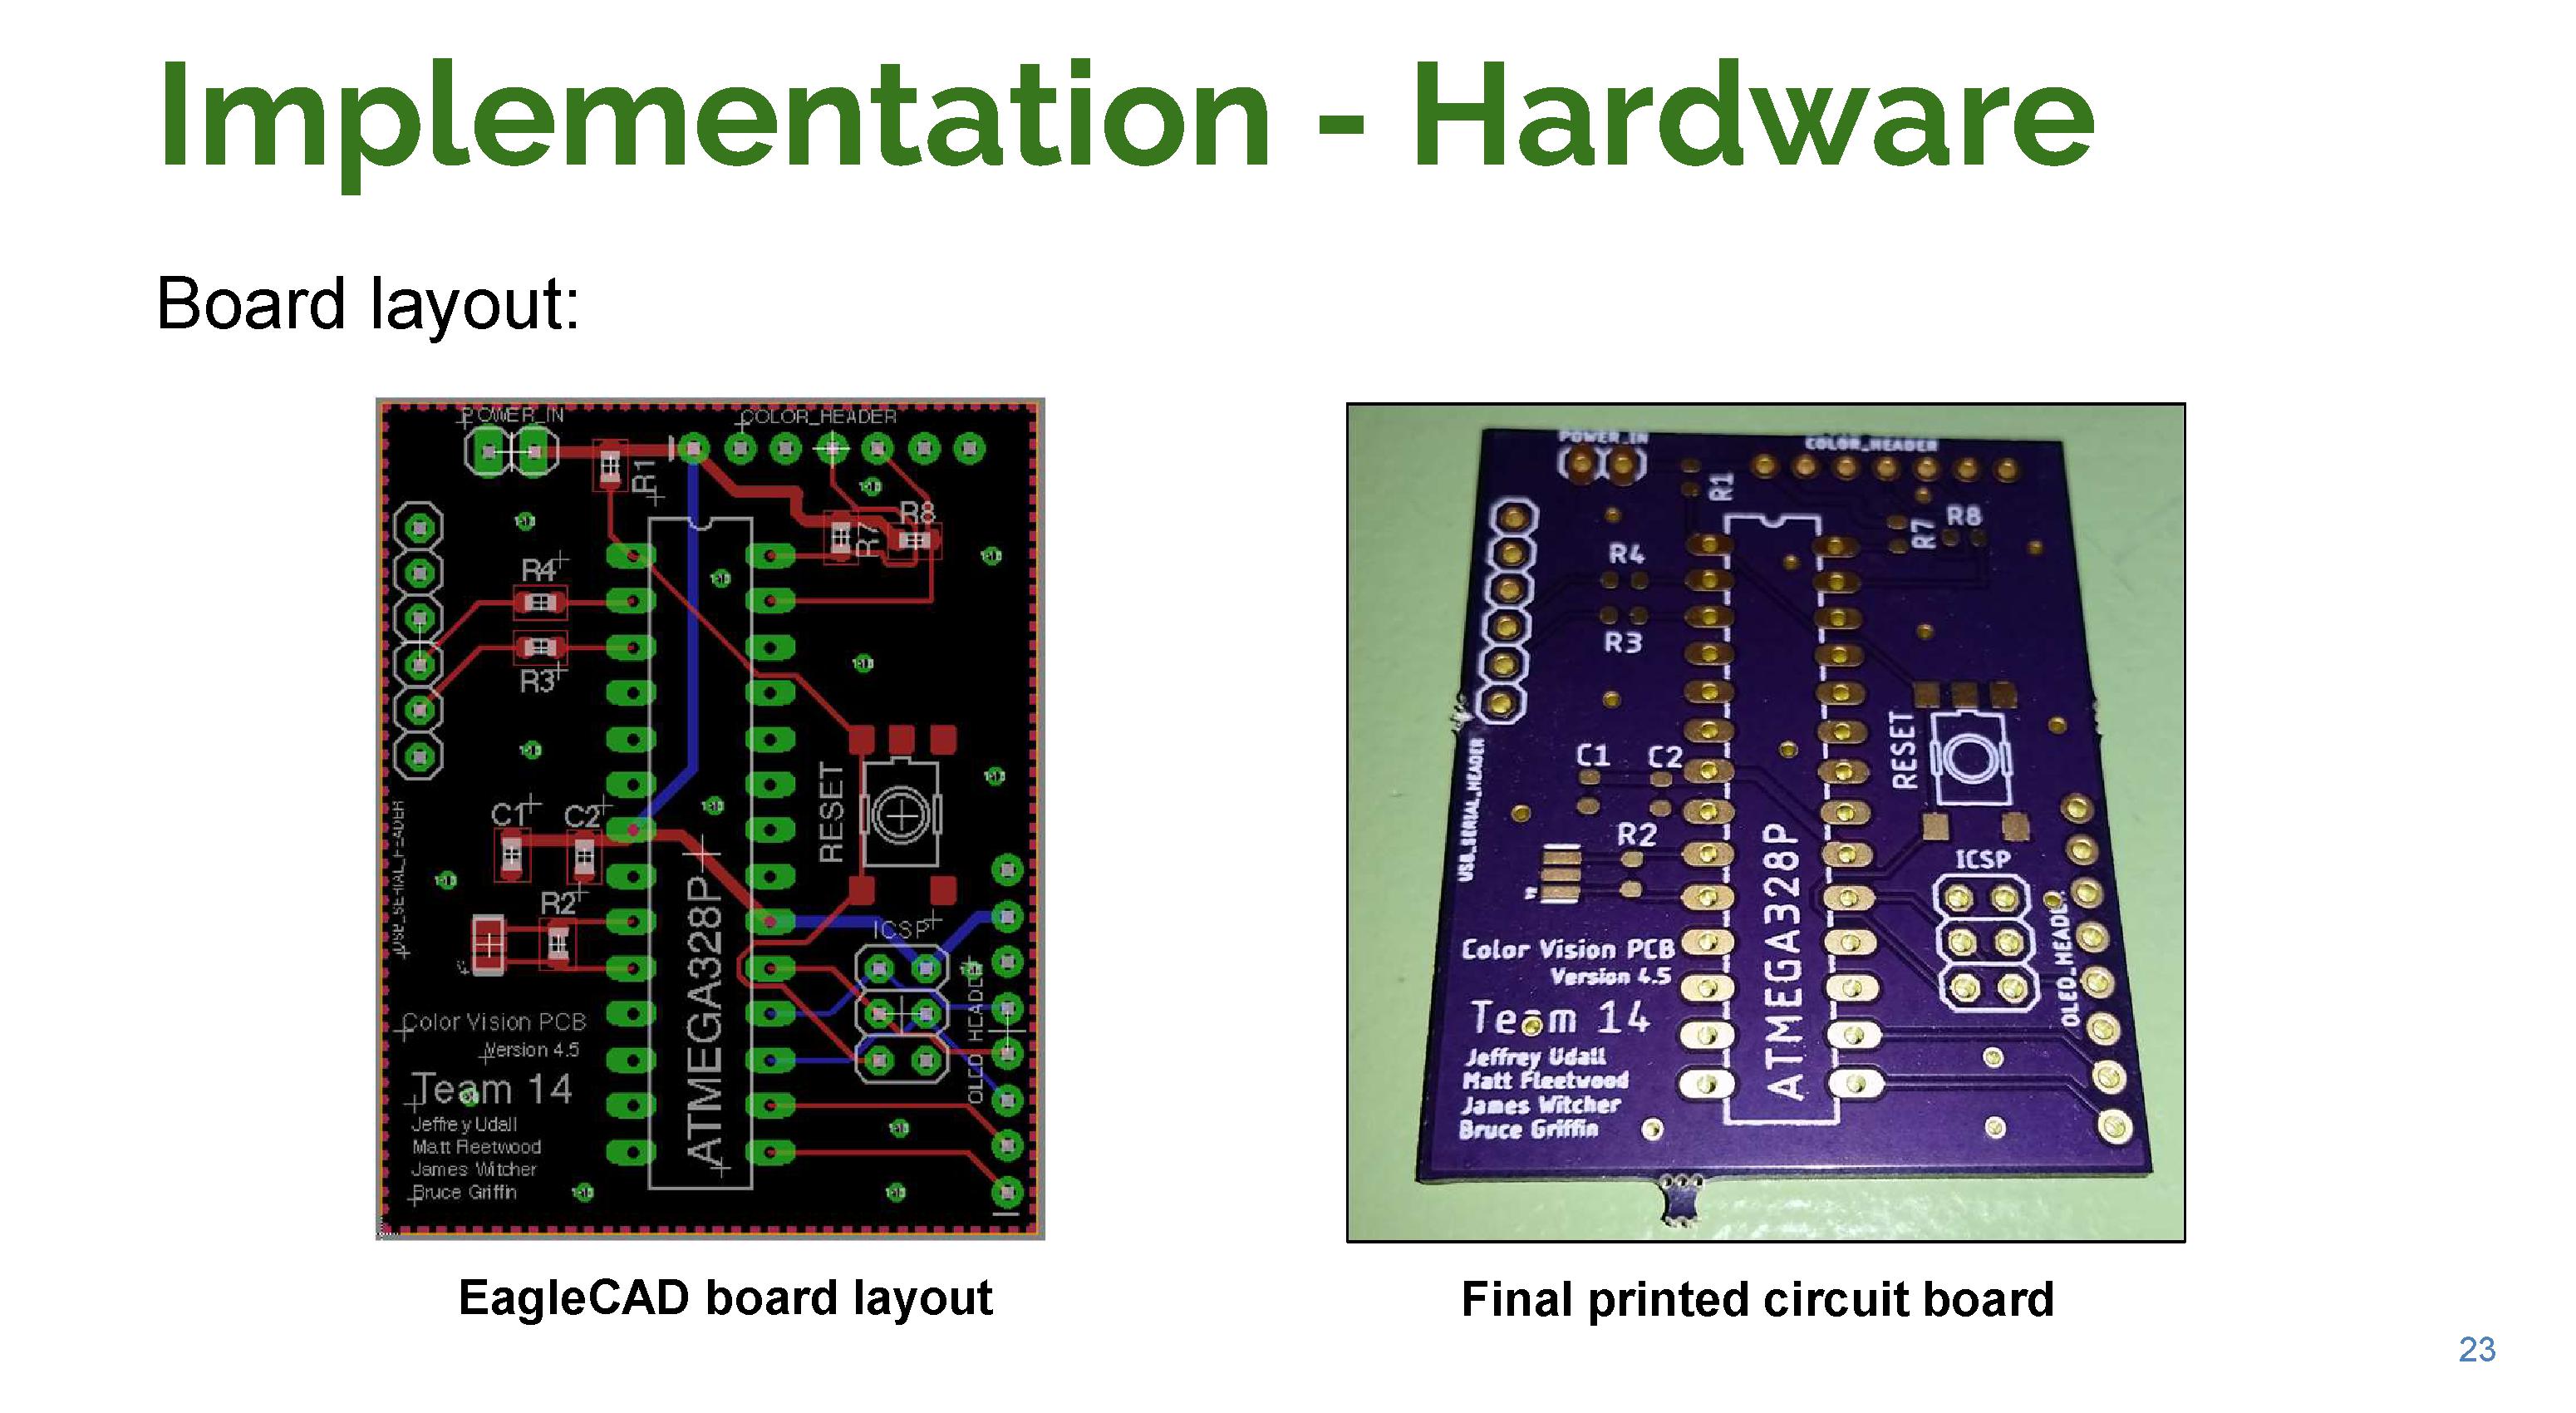 Implementation - Hardware
Board layout:
POWER_IN
COLOR_HEADER
R1
R8
R7
R4
R3
RESET
C1
C2
R2
USB_SERIAL_HEADER
ICSP
ATMEGA328P
OLED HEADER
Color Vision PCB
Version 4.5
Team 14
Jeffrey Udall
Matt Fleetwood
James Witcher
Bruce Griffin
POWER_IN
COLOR_HEADER
R1
R8
R7
R4
R3
RESET
C1
C2
R2
USB_SERIAL_HEADER
ICSP
ATMEGA328P
Color Vision PCB
Version 4.5
OLED_HEADER
Team 14
Jeffrey Udall
Matt Fleetwood
James Witcher
Bruce Griffin
EagleCAD board layout
Final printed circuit board
23